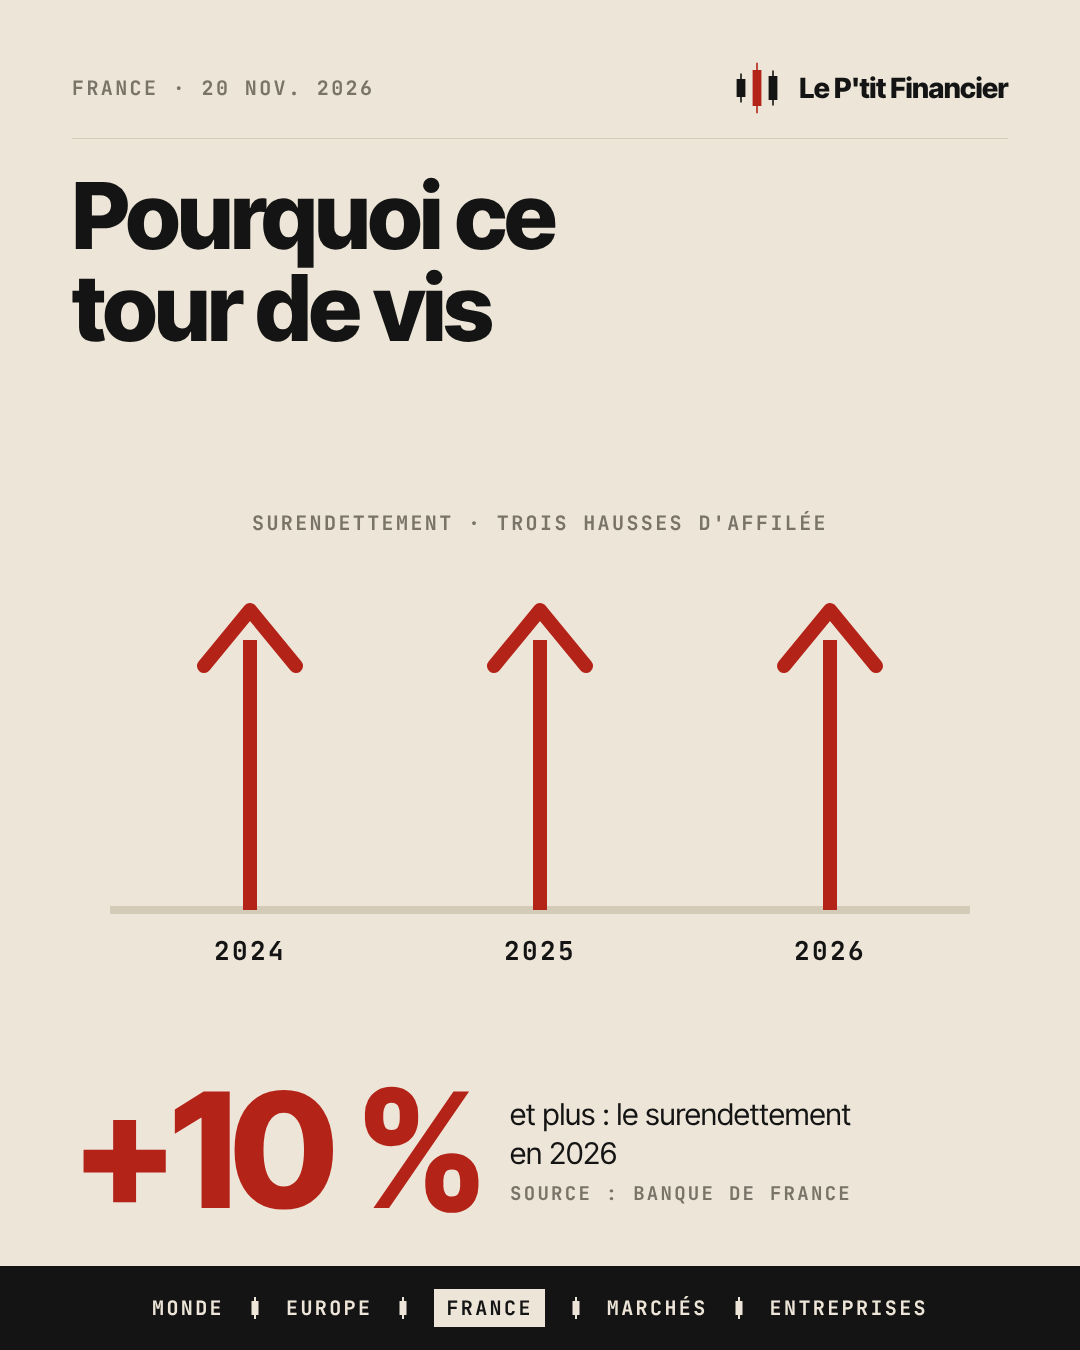 FRANCE · 20 NOV. 2026
Le P'tit Financier
Pourquoi ce
tour de vis
SURENDETTEMENT · TROIS HAUSSES D'AFFILÉE
2024 2025 2026
+10 %
et plus : le surendettement
en 2026
SOURCE : BANQUE DE FRANCE
MONDE EUROPE FRANCE MARCHÉS ENTREPRISES